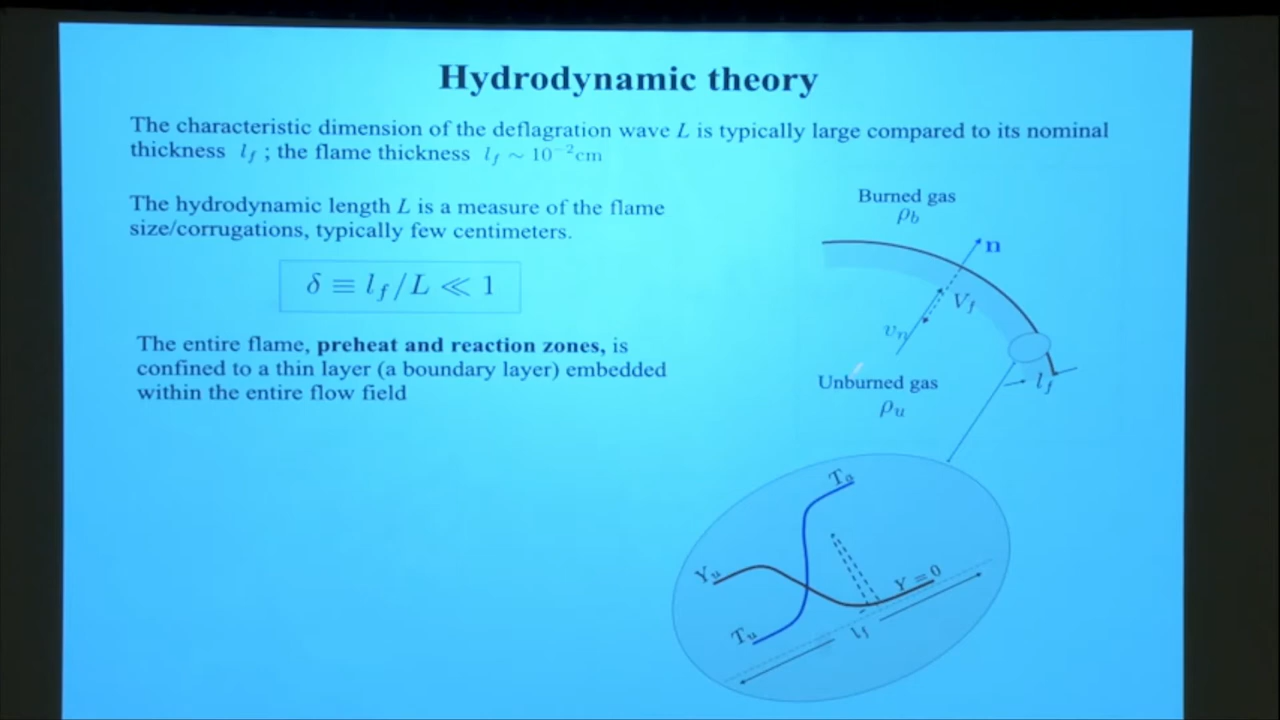 Hydrodynamic theory
The characteristic dimension of the deflagration wave L is typically large compared to its nominal
thickness l_f ; the flame thickness l_f ∼ 10⁻²cm
The hydrodynamic length L is a measure of the flame
size/corrugations, typically few centimeters.
δ ≡ l_f/L ≪ 1
The entire flame, preheat and reaction zones, is
confined to a thin layer (a boundary layer) embedded
within the entire flow field
Burned gas
ρ_b
n
V_f
v_n
Unburned gas
ρ_u
l_f
T_a
Y_u
Y = 0
T_u
l_f